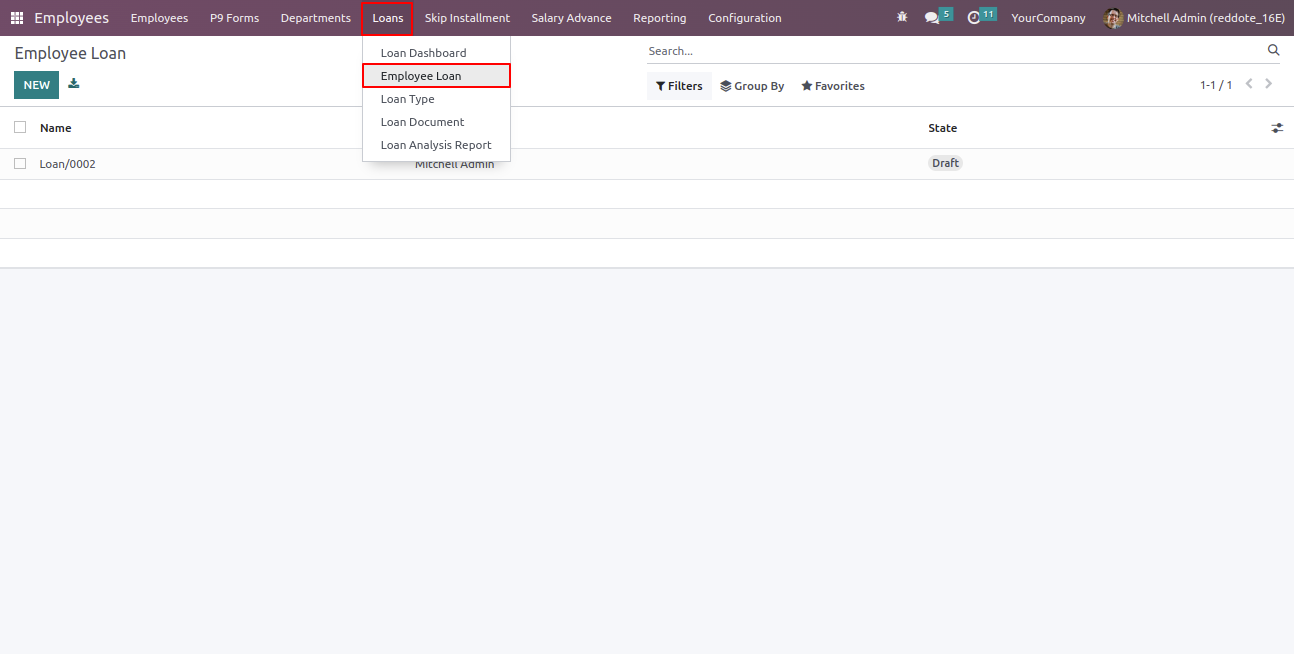 Employees Employees P9 Forms Departments Loans Skip Installment Salary Advance Reporting Configuration 5 11 YourCompany Mitchell Admin (reddote_16E)
Employee Loan
Search...
NEW
Filters Group By Favorites 1-1 / 1
Loan Dashboard
Employee Loan
Loan Type
Loan Document
Loan Analysis Report
Name State
Loan/0002 Mitchell Admin Draft